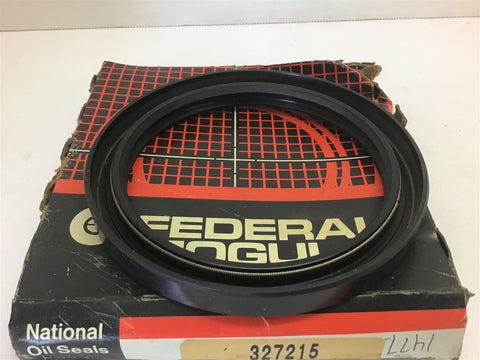 FEDERAL
MOGUL
National
Oil Seals
327215